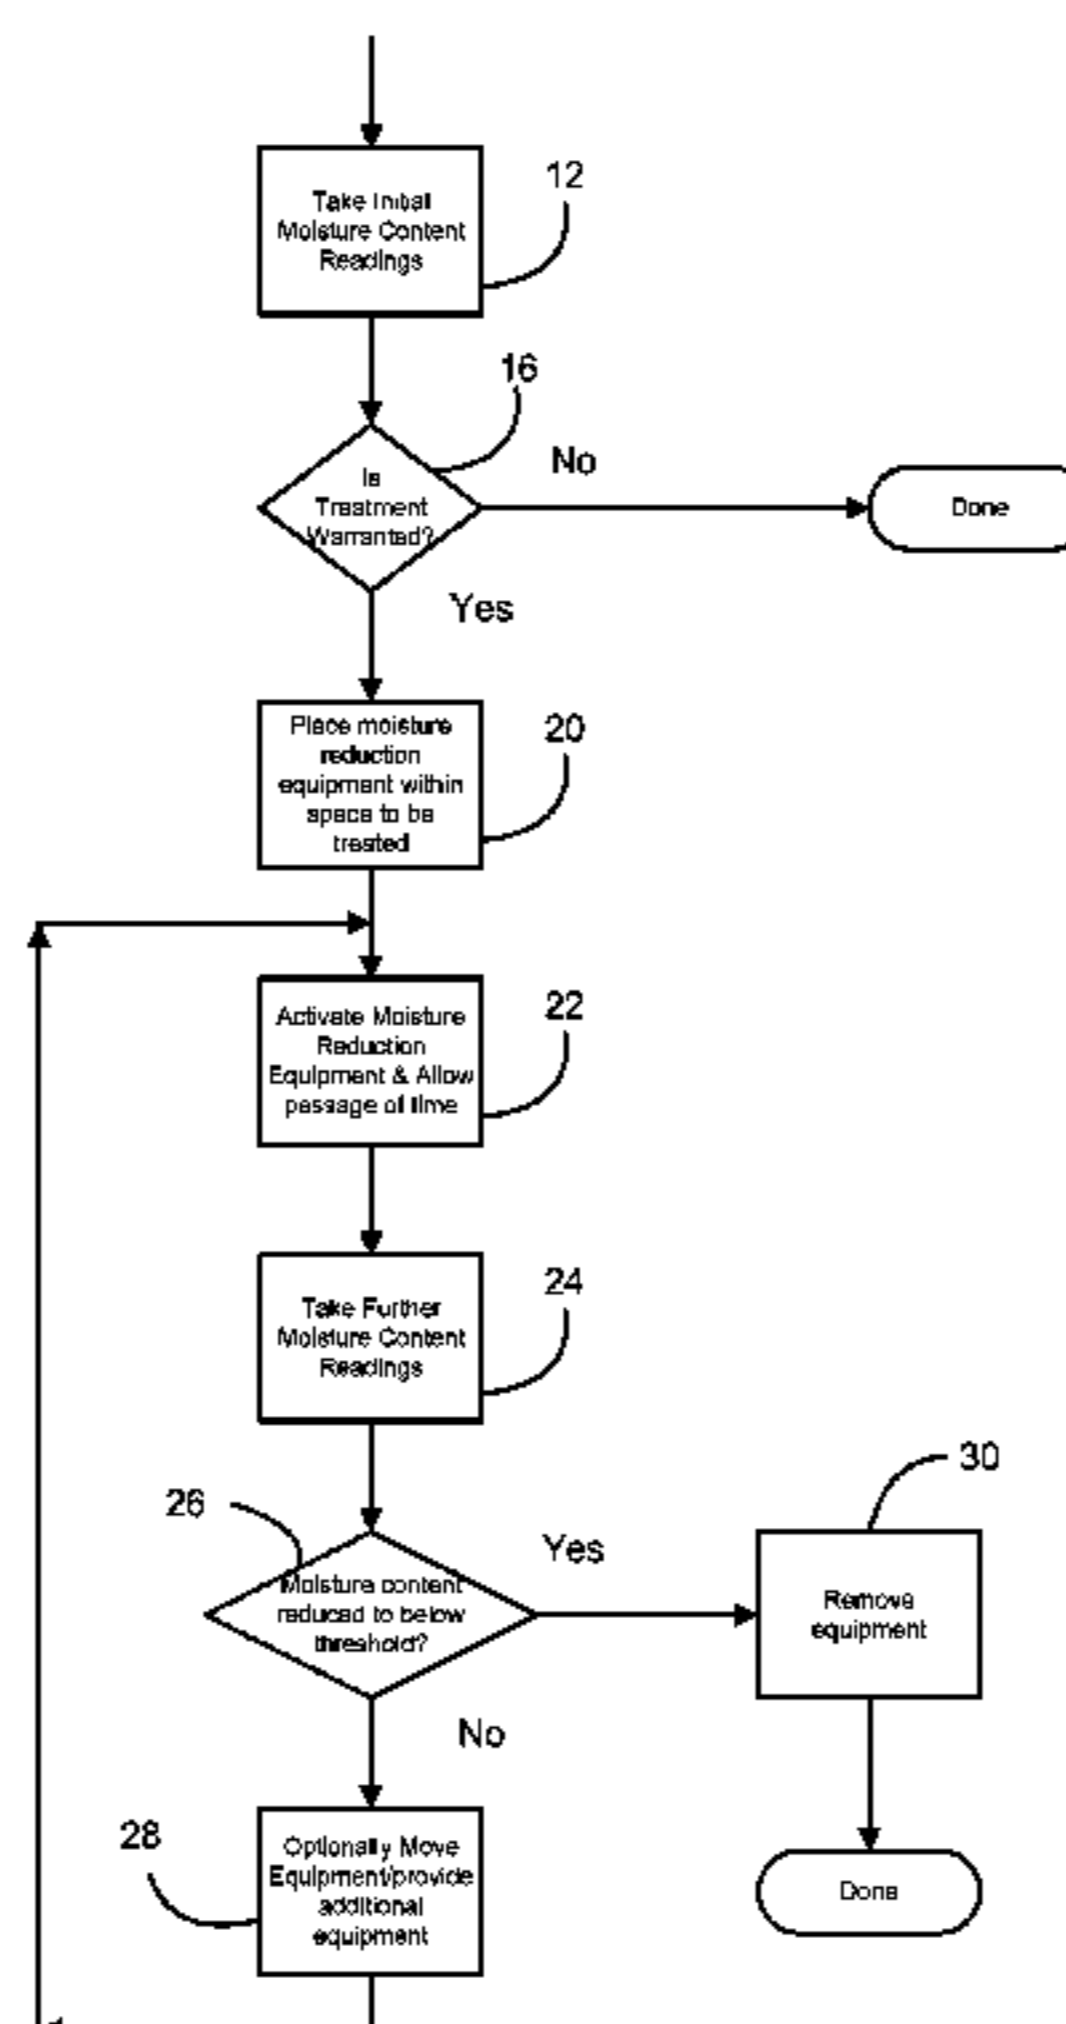 12
Take Initial
Moisture Content
Readings
16
Is
Treatment
Warranted?
No
Done
Yes
Place moisture
reduction
equipment within
space to be
treated
20
Activate Moisture
Reduction
Equipment & Allow
passage of time
22
Take Further
Moisture Content
Readings
24
26
Moisture content
reduced to below
threshold?
Yes
30
Remove
equipment
No
28
Optionally Move
Equipment/provide
additional
equipment
Done